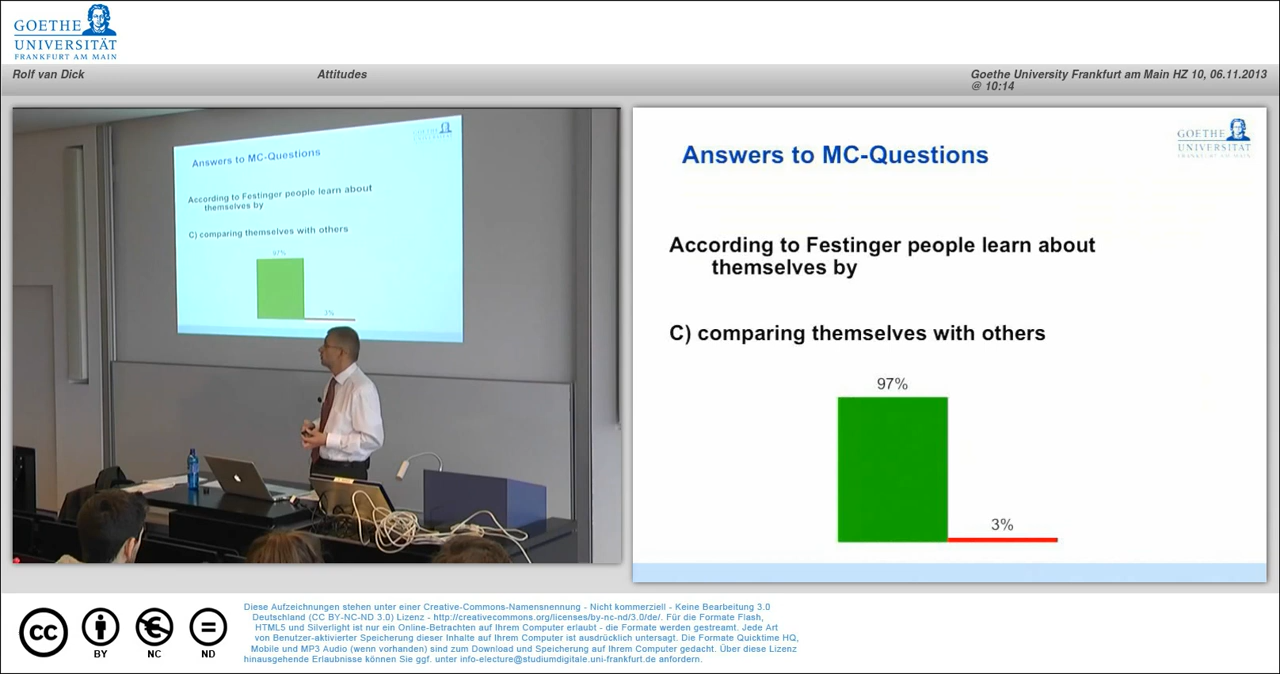 GOETHE
UNIVERSITÄT
FRANKFURT AM MAIN
Rolf van Dick
Attitudes
Goethe University Frankfurt am Main HZ 10, 06.11.2013
@ 10:14
Answers to MC-Questions
According to Festinger people learn about
themselves by
C) comparing themselves with others
97%
3%
GOETHE
UNIVERSITÄT
FRANKFURT AM MAIN
Answers to MC-Questions
According to Festinger people learn about
themselves by
C) comparing themselves with others
97%
3%
cc
BY
NC
ND
Diese Aufzeichnungen stehen unter einer Creative-Commons-Namensnennung - Nicht kommerziell - Keine Bearbeitung 3.0
Deutschland (CC BY-NC-ND 3.0) Lizenz - http://creativecommons.org/licenses/by-nc-nd/3.0/de/. Für die Formate Flash,
HTML5 und Silverlight ist nur ein Online-Betrachten auf Ihrem Computer erlaubt - die Formate werden gestreamt. Jede Art
von Benutzer-aktivierter Speicherung dieser Inhalte auf Ihrem Computer ist ausdrücklich untersagt. Die Formate Quicktime HQ,
Mobile und MP3 Audio (wenn vorhanden) sind zum Download und Speicherung auf Ihrem Computer gedacht. Über diese Lizenz
hinausgehende Erlaubnisse können Sie ggf. unter info-electure@studiumdigitale.uni-frankfurt.de anfordern.